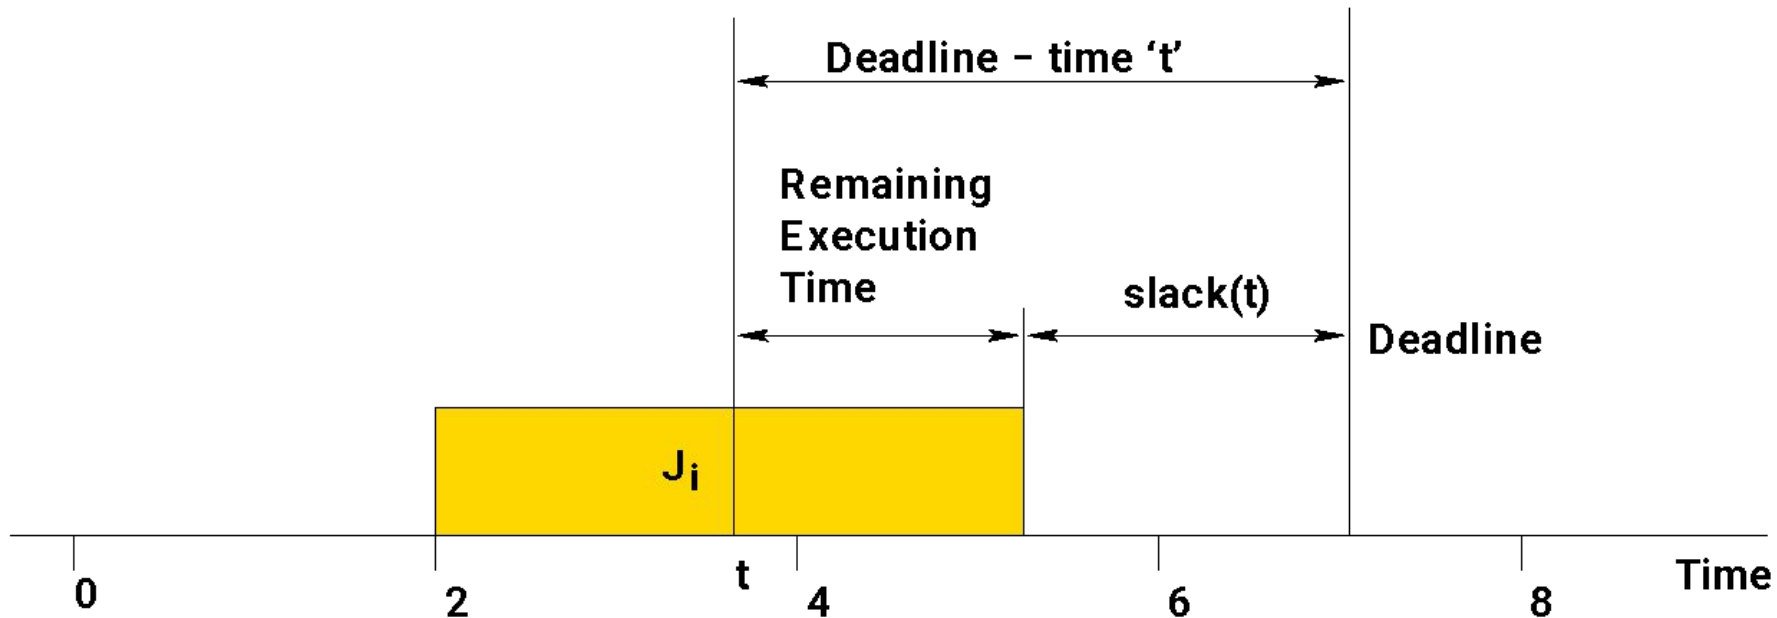 Deadline − time ‘t’
Remaining
Execution
Time
slack(t)
Deadline
Ji
t
Time
0
2
4
6
8